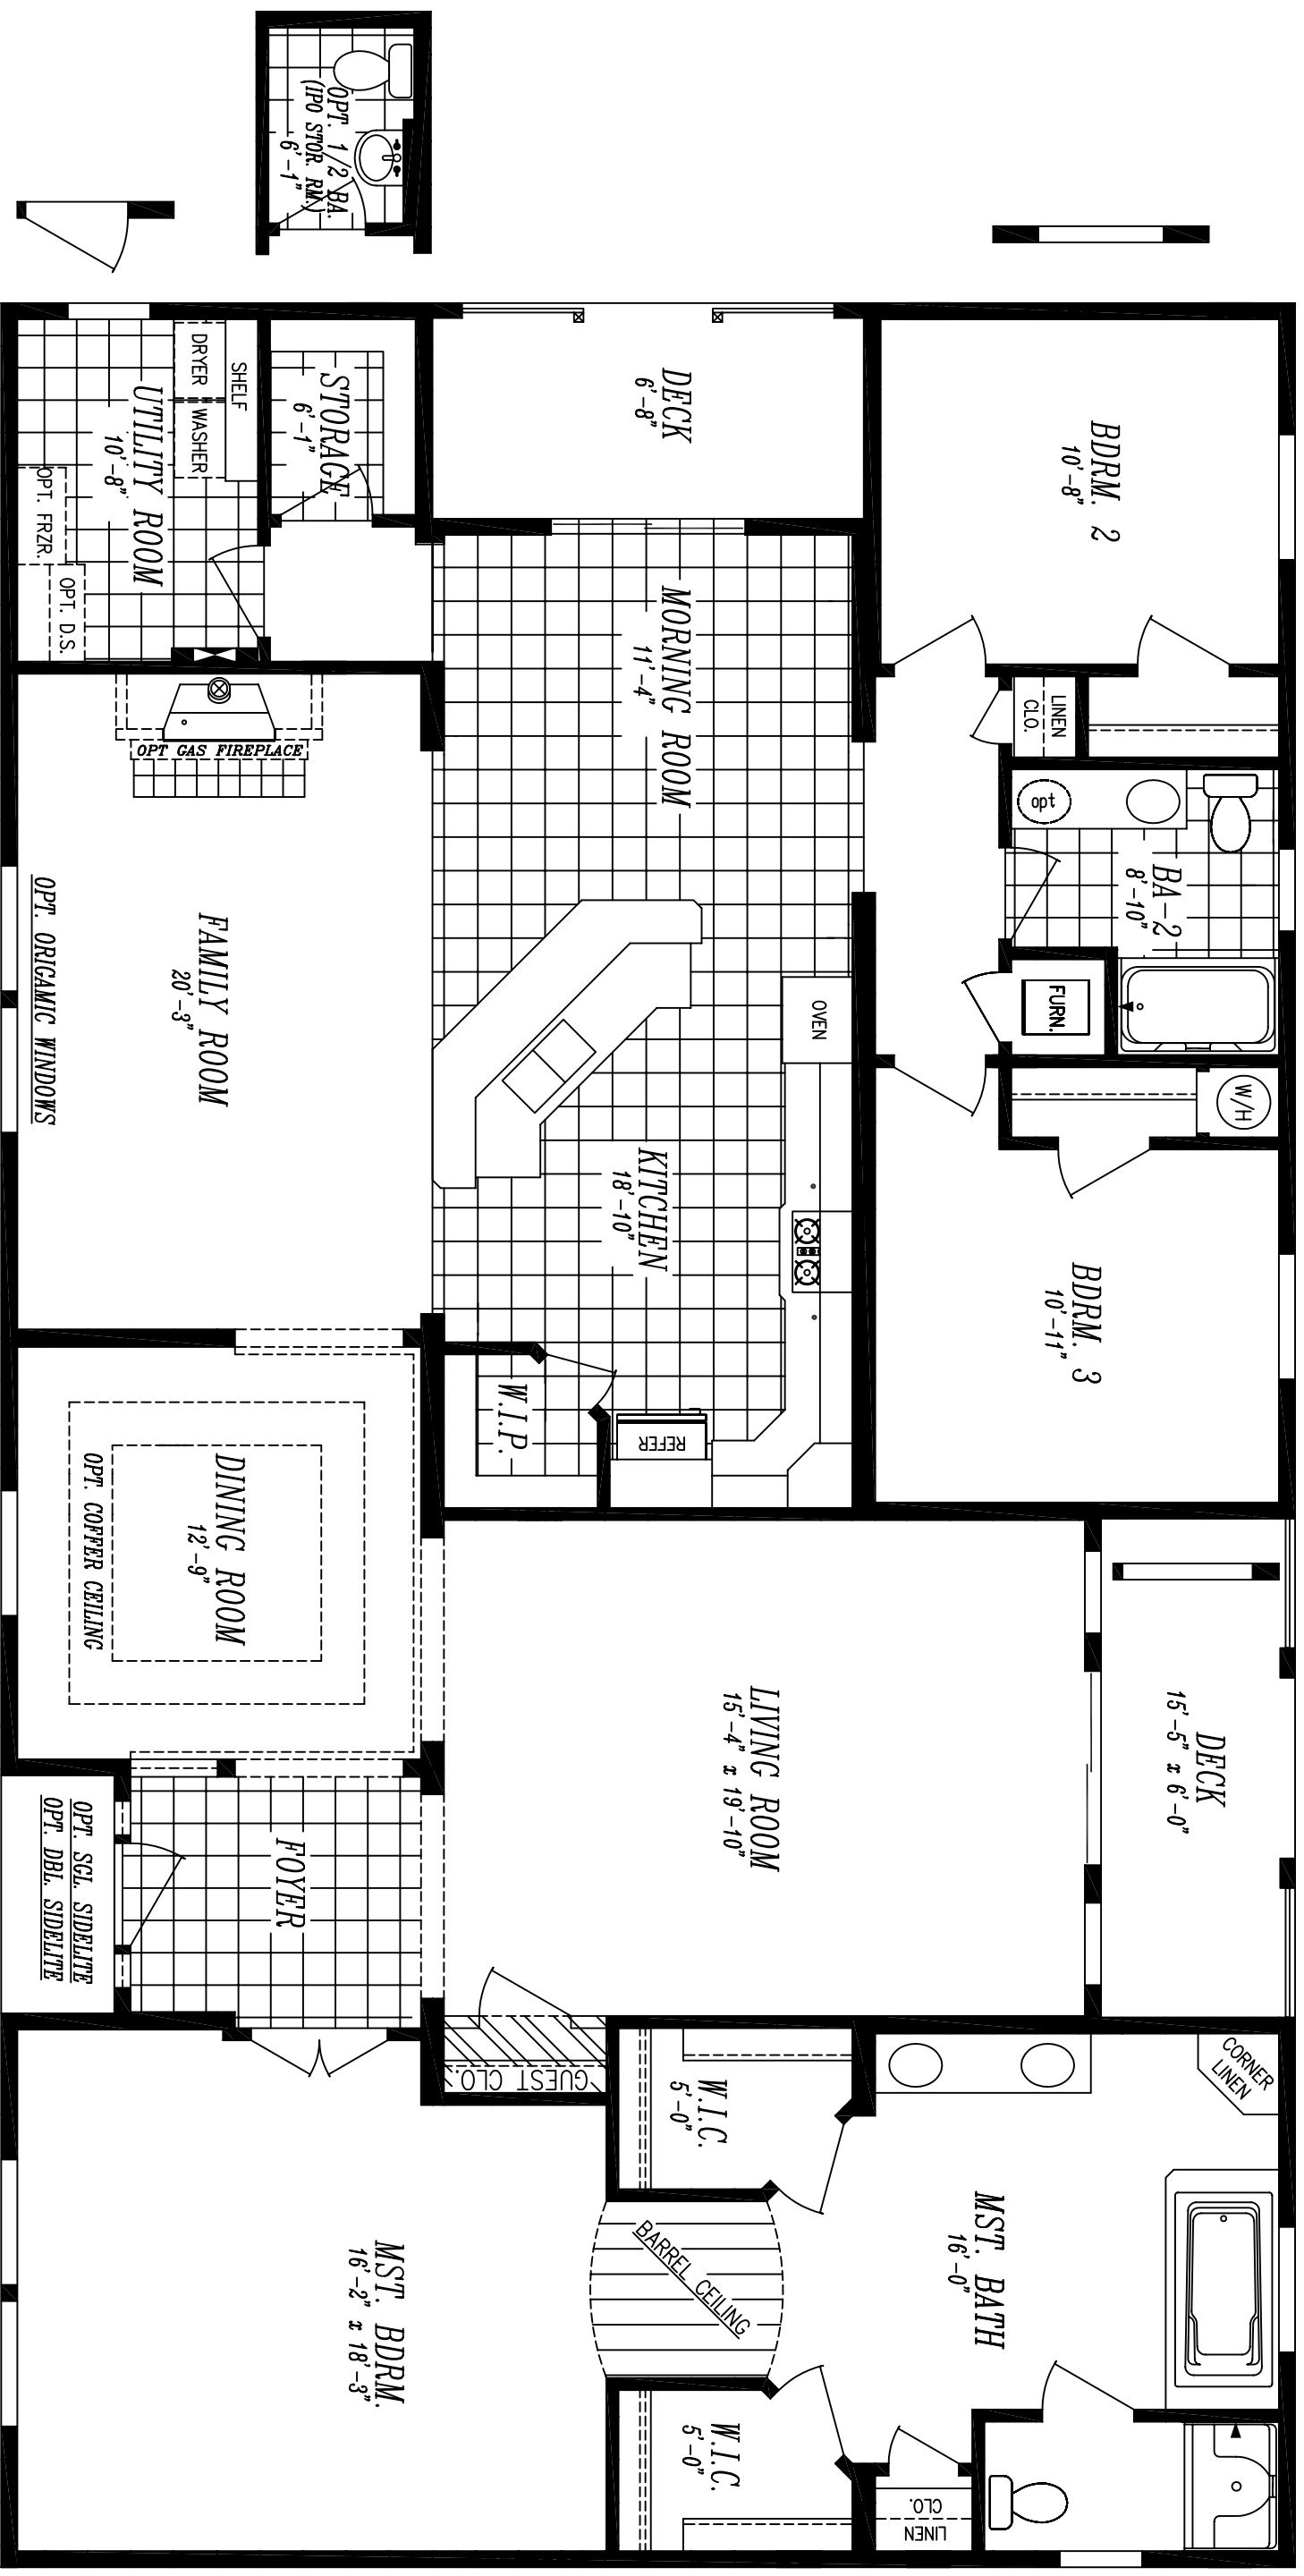 OPT. 1/2 BA.
(IPO STOR. RM.)
6'-1"
BDRM. 2
10'-8"
DECK
6'-8"
STORAGE
6'-1"
SHELF
DRYER
WASHER
UTILITY ROOM
10'-8"
OPT. FRZR.
OPT. D.S.
LINEN
CLO.
MORNING ROOM
11'-4"
OPT GAS FIREPLACE
opt
BA-2
8'-10"
FURN.
OVEN
FAMILY ROOM
20'-3"
OPT. ORIGAMIC WINDOWS
W/H
KITCHEN
18'-10"
BDRM. 3
10'-11"
W.I.P.
REFER
DINING ROOM
12'-9"
OPT. COFFER CEILING
DECK
15'-5" x 6'-0"
LIVING ROOM
15'-4" x 19'-10"
FOYER
OPT. SGL. SIDELITE
OPT. DBL. SIDELITE
GUEST CLO.
CORNER
LINEN
W.I.C.
5'-0"
MST. BATH
16'-0"
BARREL CEILING
MST. BDRM.
16'-2" x 18'-3"
W.I.C.
5'-0"
LINEN
CLO.